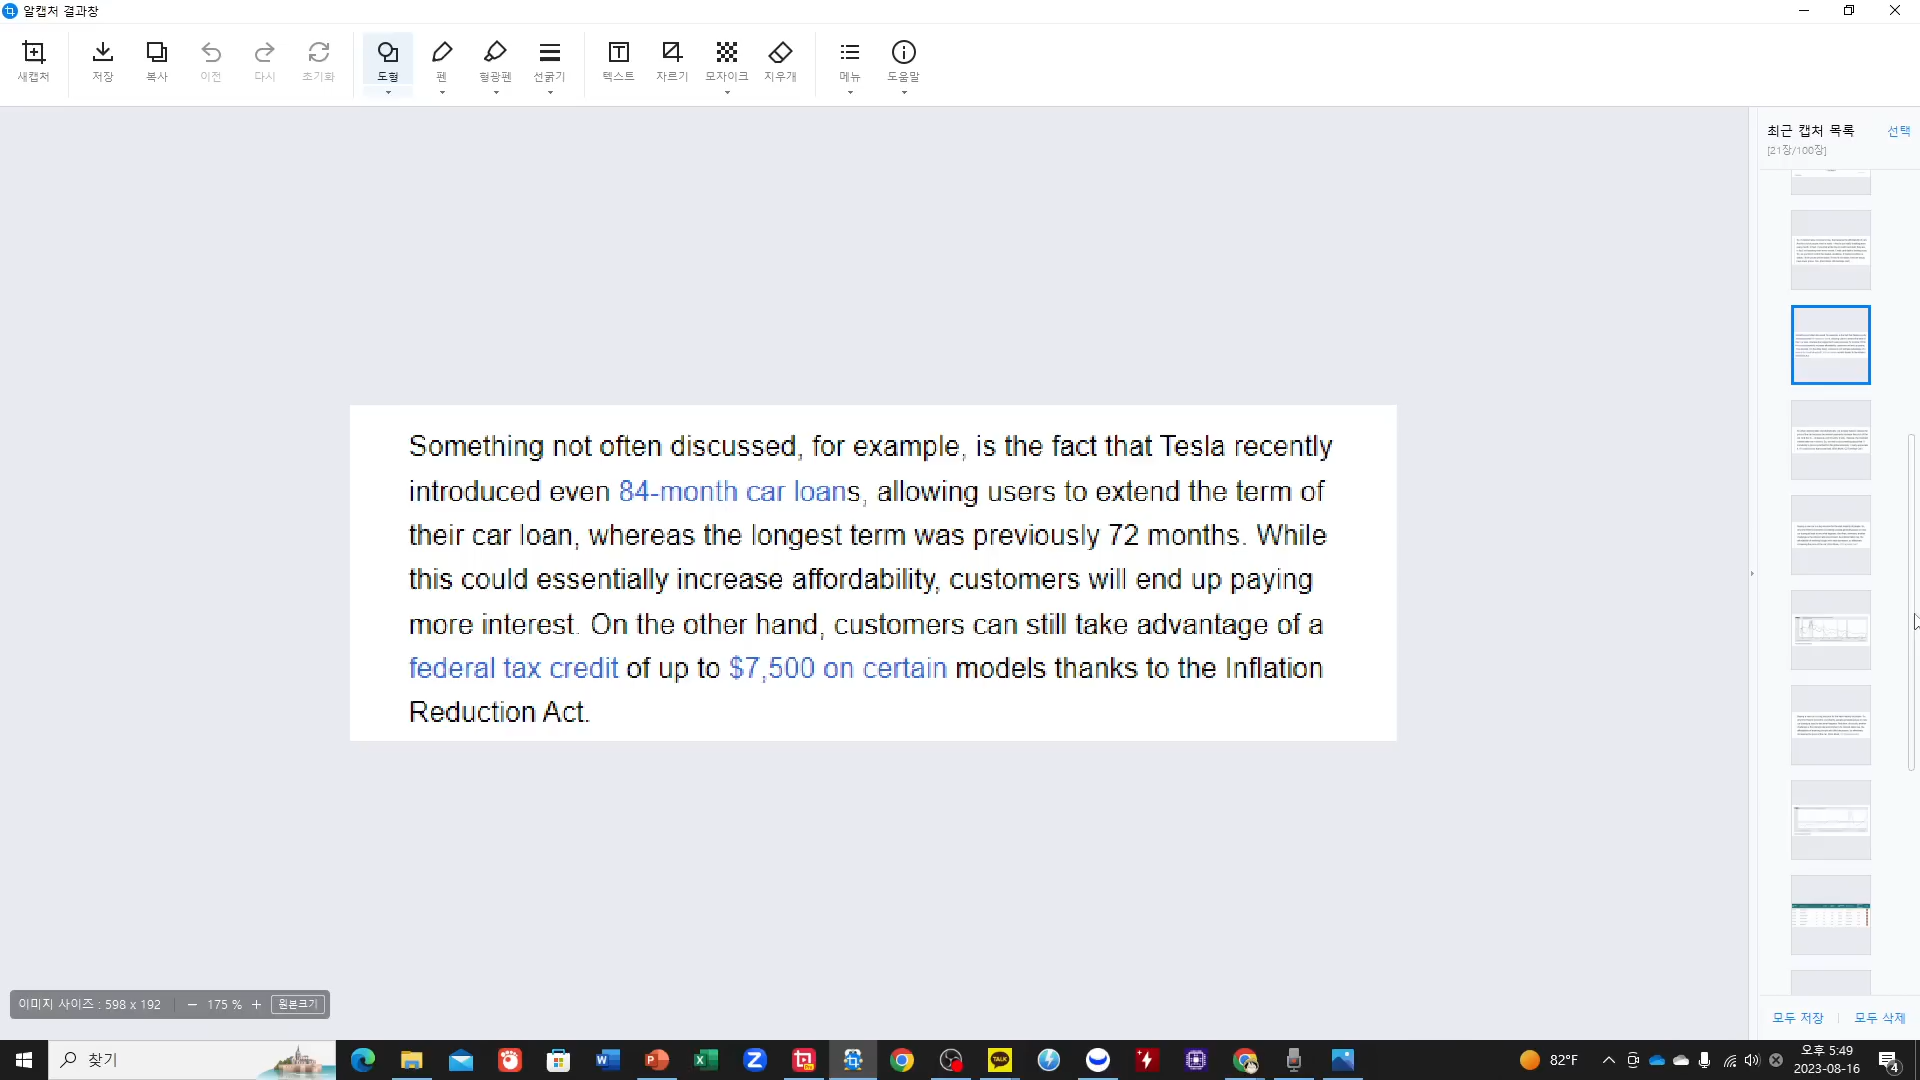 알캡처 결과창
새캡처
저장
복사
이전
다시
초기화
도형
펜
형광펜
선굵기
텍스트
자르기
모자이크
지우개
메뉴
도움말
최근 캡처 목록
선택
[21장/100장]
Something not often discussed, for example, is the fact that Tesla recently
introduced even 84-month car loans, allowing users to extend the term of
their car loan, whereas the longest term was previously 72 months. While
this could essentially increase affordability, customers will end up paying
more interest. On the other hand, customers can still take advantage of a
federal tax credit of up to $7,500 on certain models thanks to the Inflation
Reduction Act.
이미지 사이즈 : 598 x 192
175 %
원본크기
모두 저장
모두 삭제
찾기
TALK
82°F
오후 5:49
2023-08-16
4